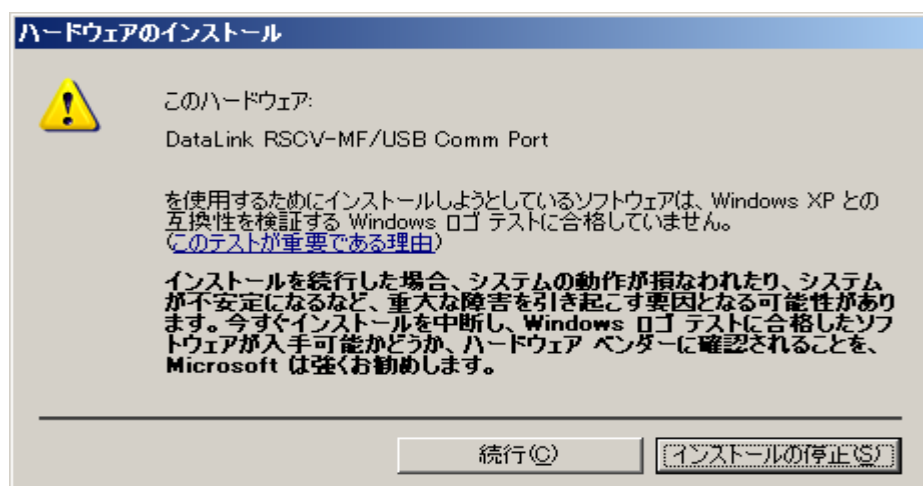 ハードウェアのインストール
このハードウェア:
DataLink RSCV-MF/USB Comm Port
を使用するためにインストールしようとしているソフトウェアは、Windows XP との
互換性を検証する Windows ロゴ テストに合格していません。
(このテストが重要である理由)
インストールを続行した場合、システムの動作が損なわれたり、システム
が不安定になるなど、重大な障害を引き起こす要因となる可能性があり
ます。今すぐインストールを中断し、Windows ロゴ テストに合格したソフ
トウェアが入手可能かどうか、ハードウェア ベンダーに確認されることを、
Microsoft は強くお勧めします。
続行(C)
インストールの停止(S)